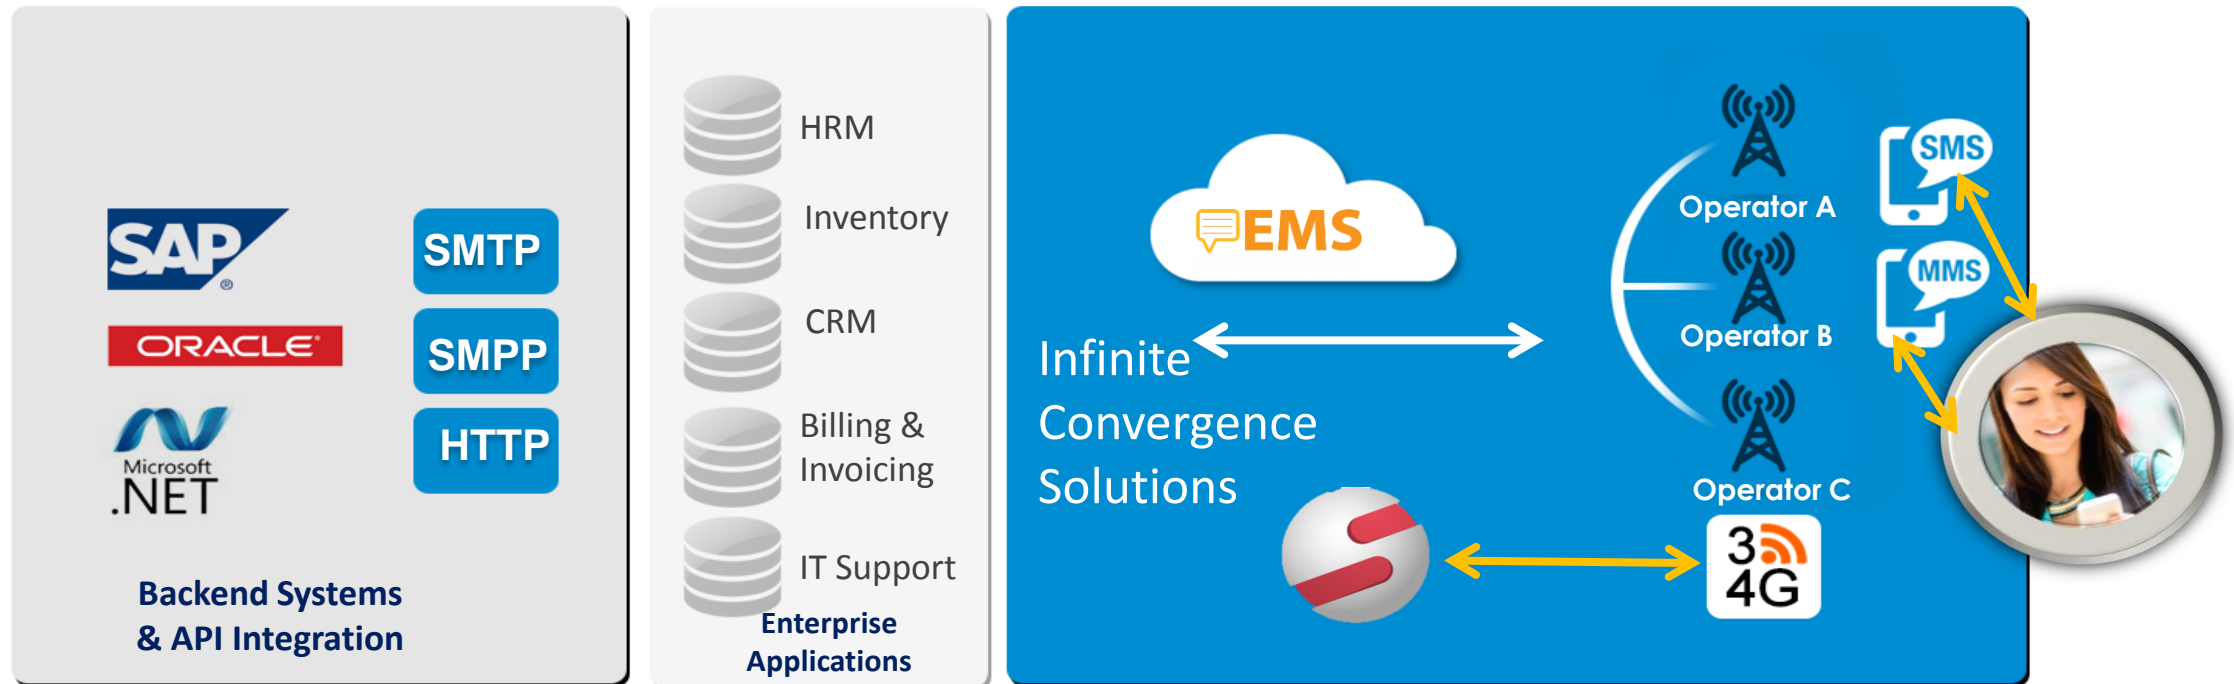 SAP
®
ORACLE®
Microsoft
.NET
SMTP
SMPP
HTTP
Backend Systems
& API Integration
HRM
Inventory
CRM
Billing &
Invoicing
IT Support
Enterprise
Applications
EMS
Infinite
Convergence
Solutions
Operator A
Operator B
Operator C
SMS
MMS
3
4G